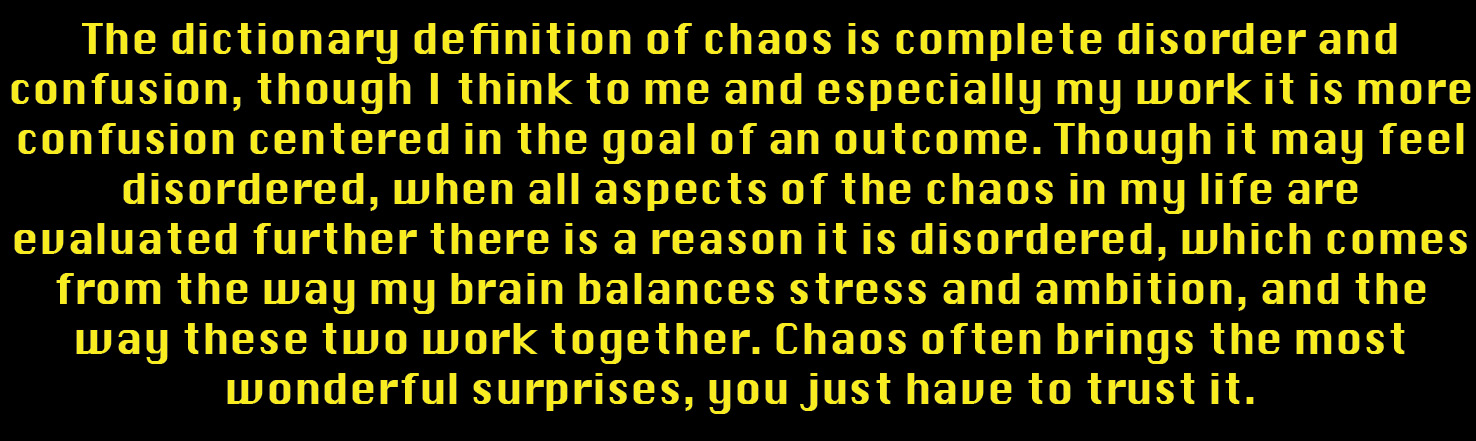 The dictionary definition of chaos is complete disorder and
confusion, though I think to me and especially my work it is more
confusion centered in the goal of an outcome. Though it may feel
disordered, when all aspects of the chaos in my life are
evaluated further there is a reason it is disordered, which comes
from the way my brain balances stress and ambition, and the
way these two work together. Chaos often brings the most
wonderful surprises, you just have to trust it.